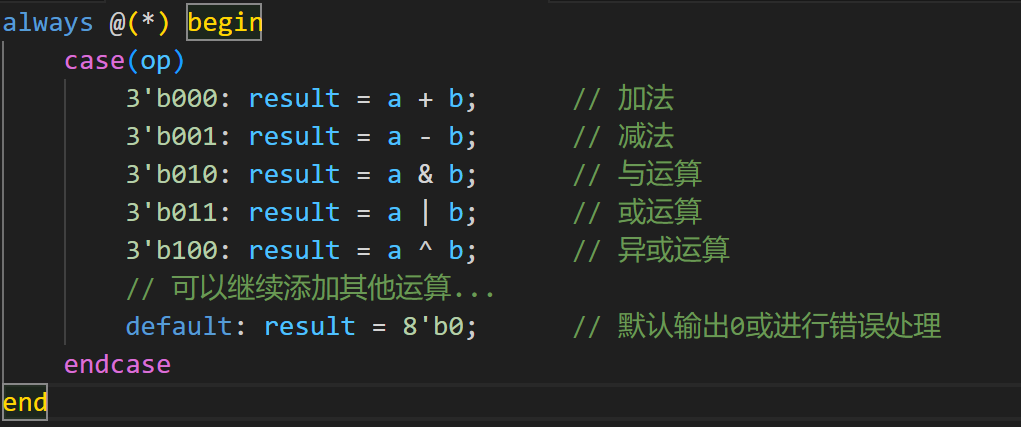 always @(*) begin
    case(op)
        3'b000: result = a + b;      // 加法
        3'b001: result = a - b;      // 减法
        3'b010: result = a & b;      // 与运算
        3'b011: result = a | b;      // 或运算
        3'b100: result = a ^ b;      // 异或运算
        // 可以继续添加其他运算...
        default: result = 8'b0;      // 默认输出0或进行错误处理
    endcase
end